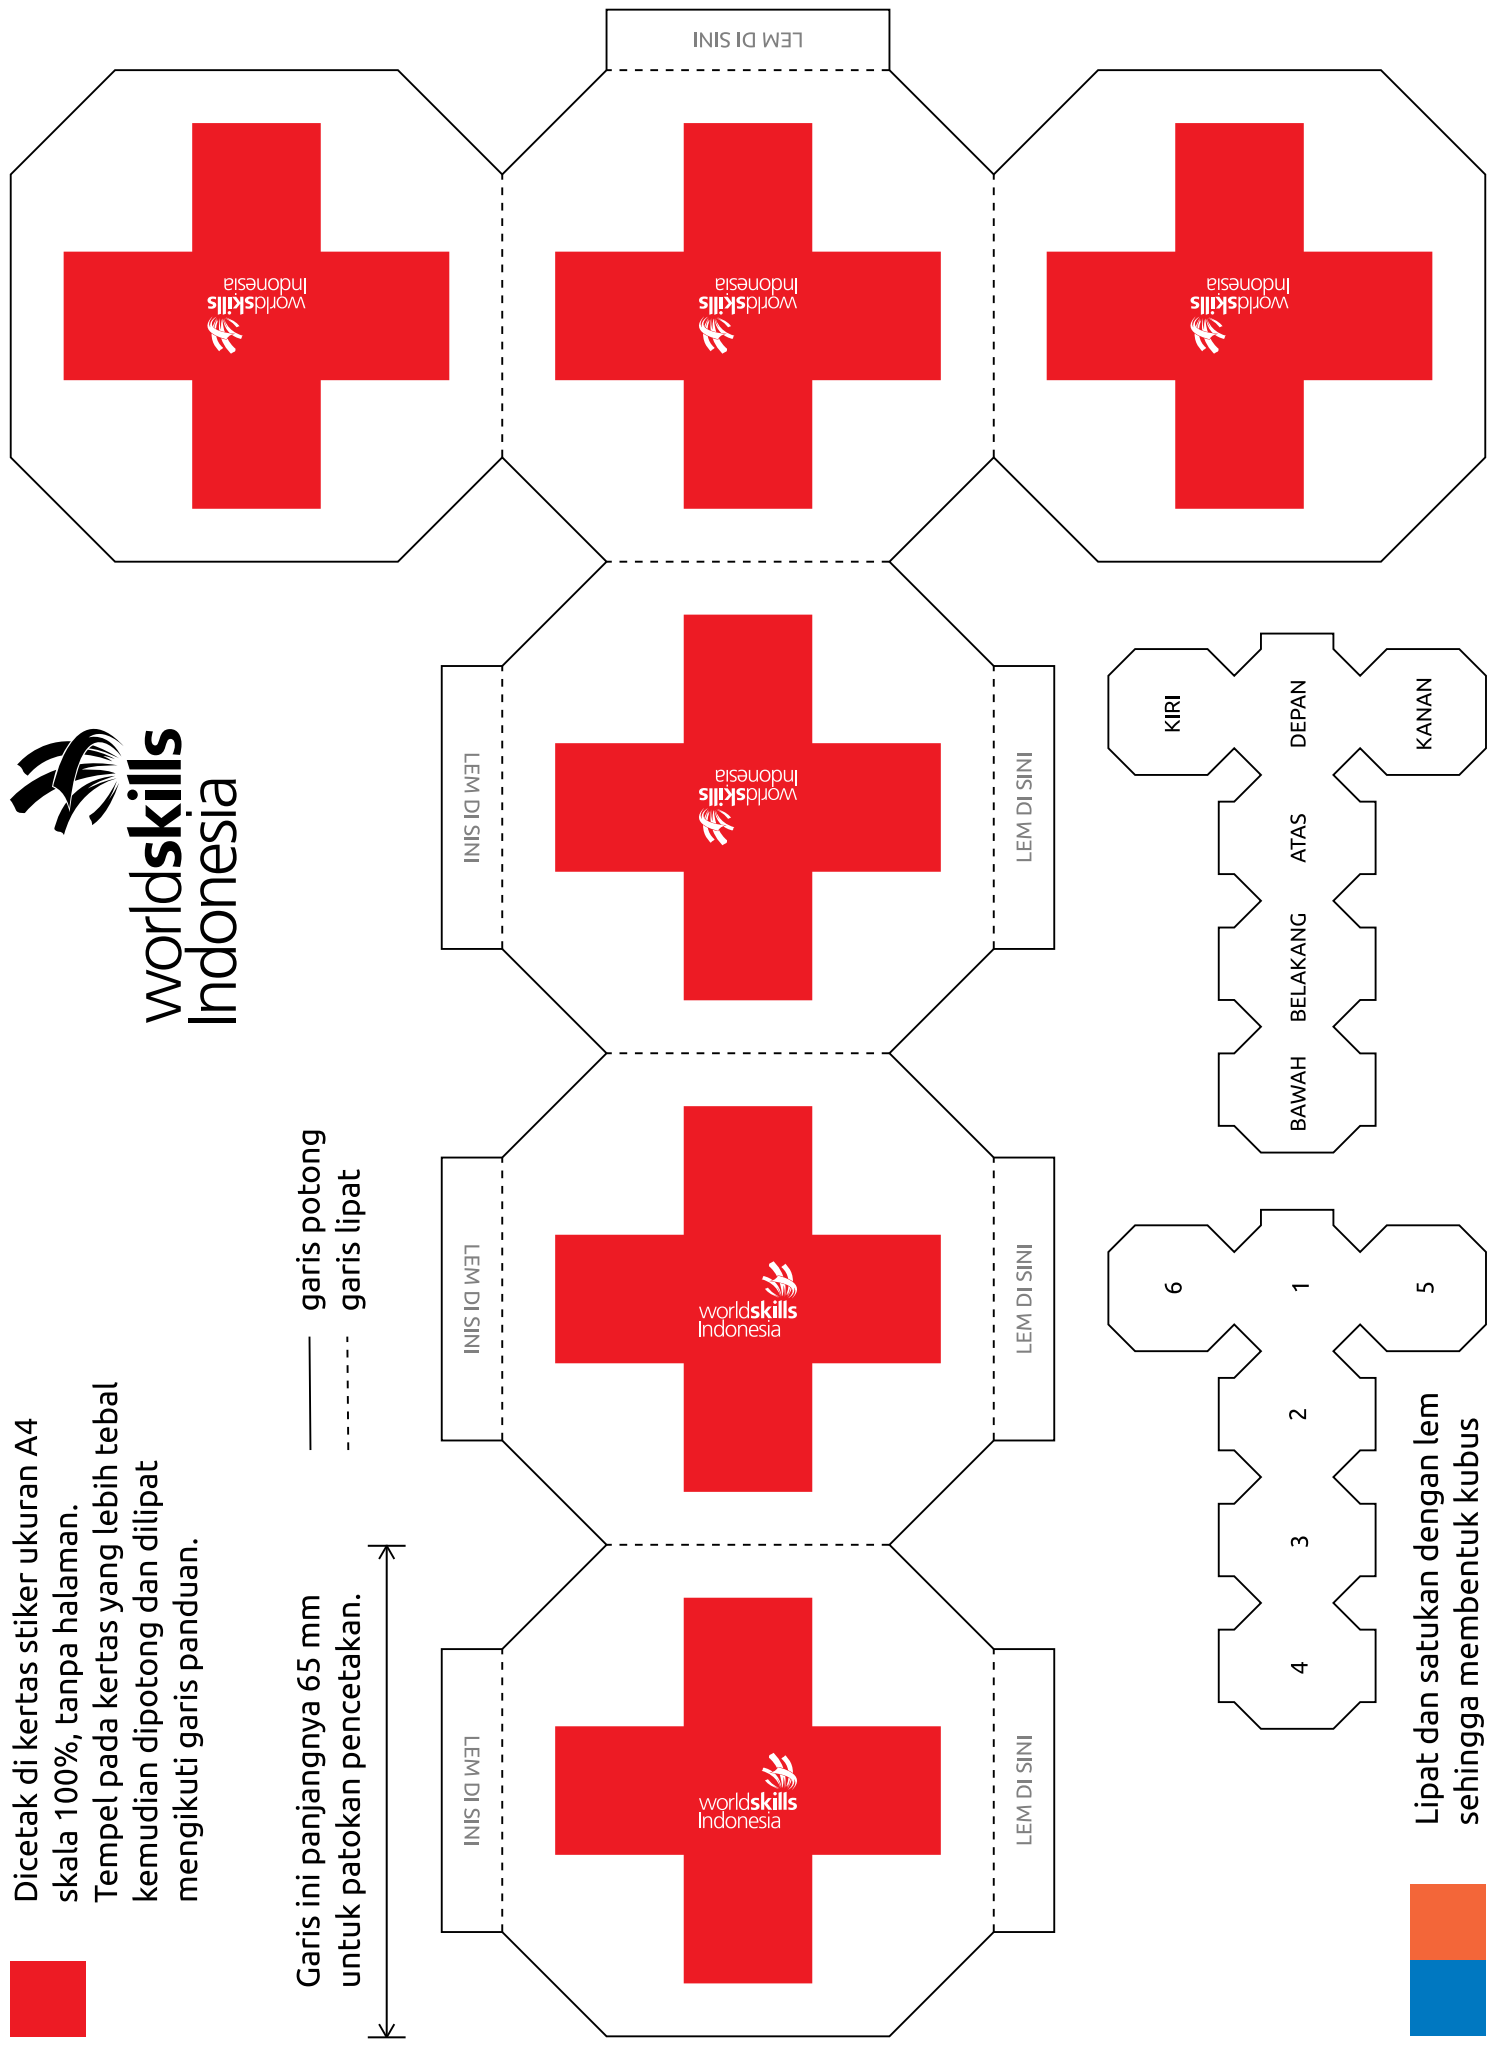 LEM DI SINI
worldskills
Indonesia
worldskills
Indonesia
worldskills
Indonesia
worldskills
Indonesia
LEM DI SINI
worldskills
Indonesia
LEM DI SINI
KIRI
DEPAN
KANAN
ATAS
BELAKANG
BAWAH
garis potong
garis lipat
LEM DI SINI
worldskills
Indonesia
LEM DI SINI
6
1
5
2
3
4
Dicetak di kertas stiker ukuran A4
skala 100%, tanpa halaman.
Tempel pada kertas yang lebih tebal
kemudian dipotong dan dilipat
mengikuti garis panduan.
Garis ini panjangnya 65 mm
untuk patokan pencetakan.
LEM DI SINI
worldskills
Indonesia
LEM DI SINI
Lipat dan satukan dengan lem
sehingga membentuk kubus